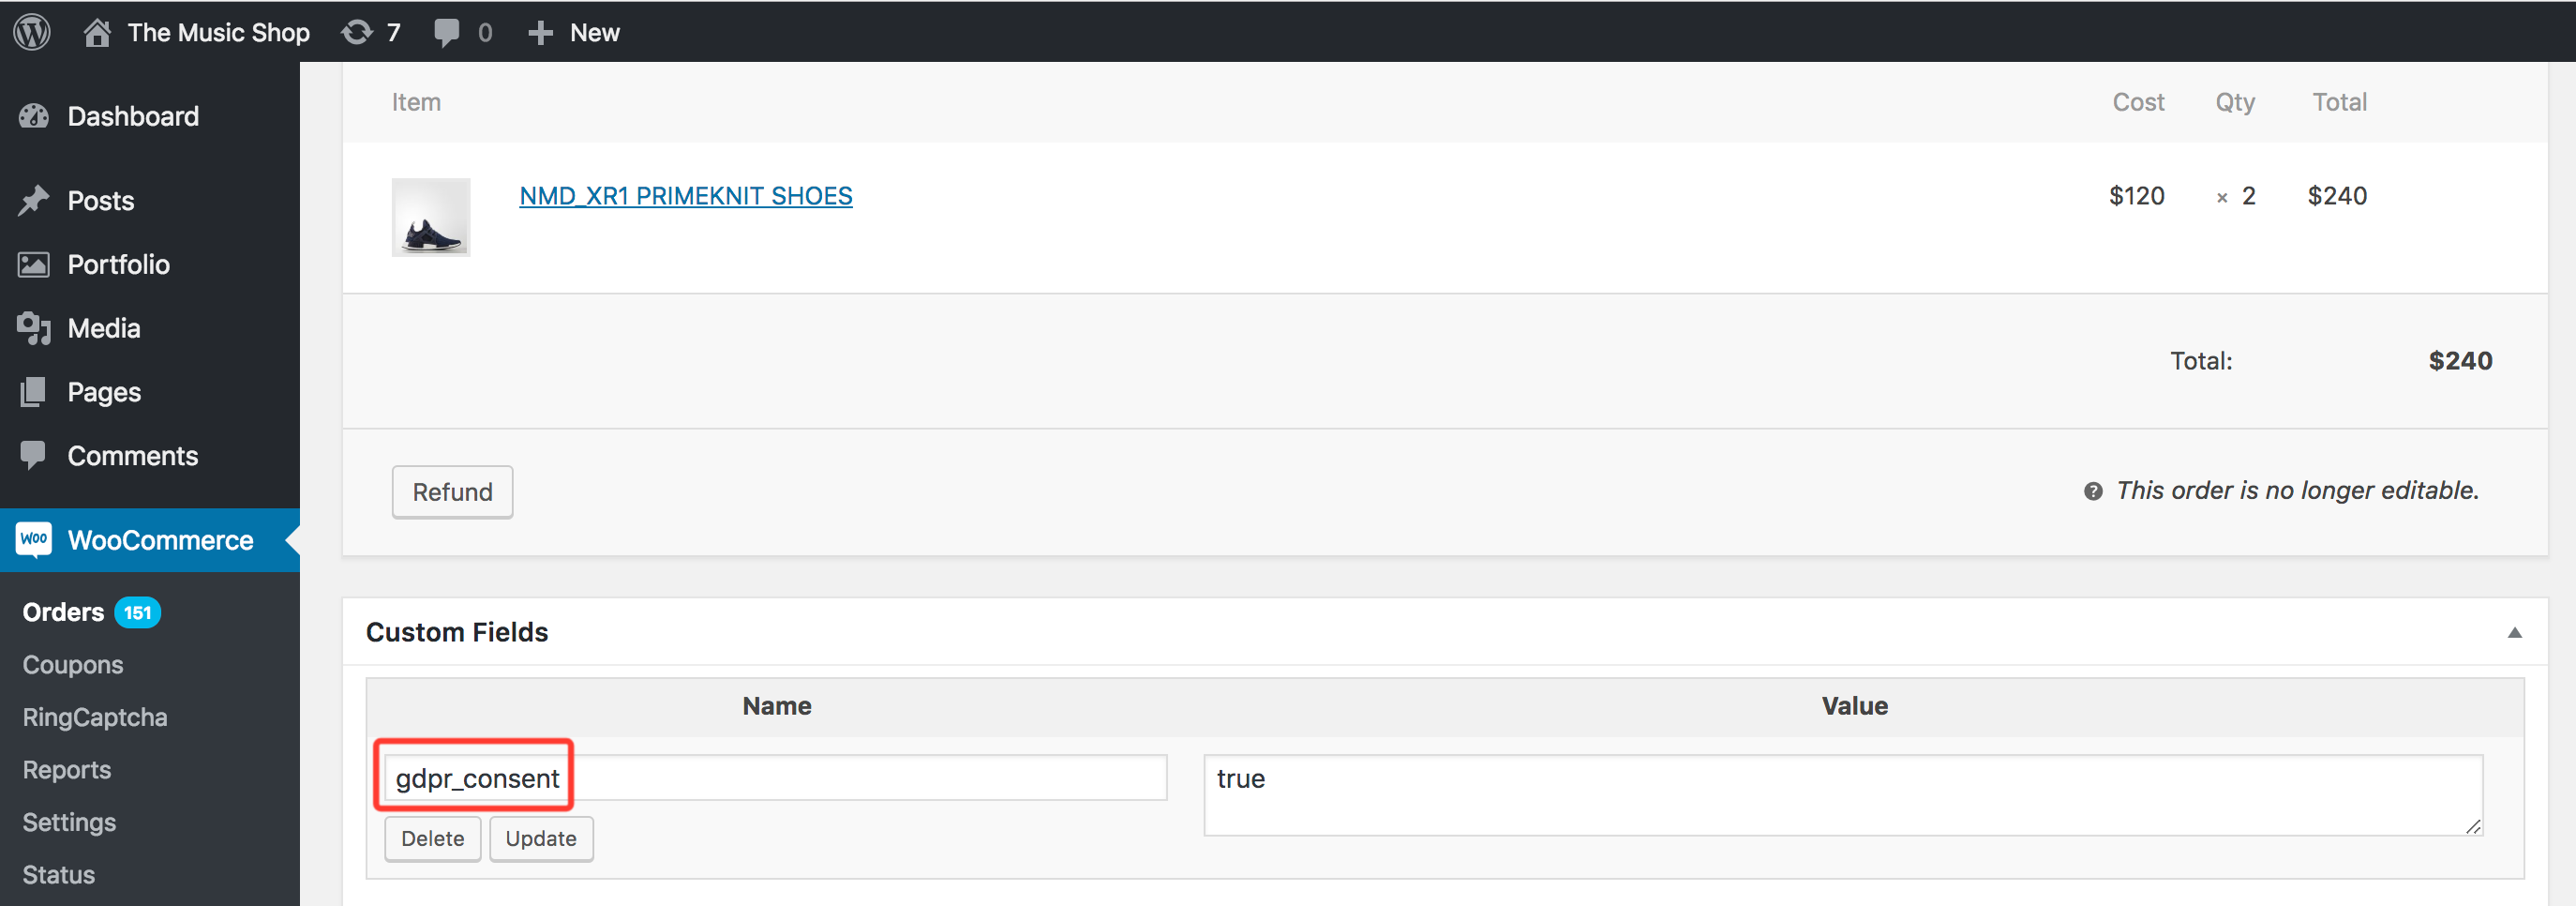 The Music Shop 7 0 New
Dashboard
Posts
Portfolio
Media
Pages
Comments
Woo WooCommerce
Orders 151
Coupons
RingCaptcha
Reports
Settings
Status
Item Cost Qty Total
NMD_XR1 PRIMEKNIT SHOES $120 × 2 $240
Total: $240
Refund ? This order is no longer editable.
Custom Fields
Name Value
gdpr_consent true
Delete Update